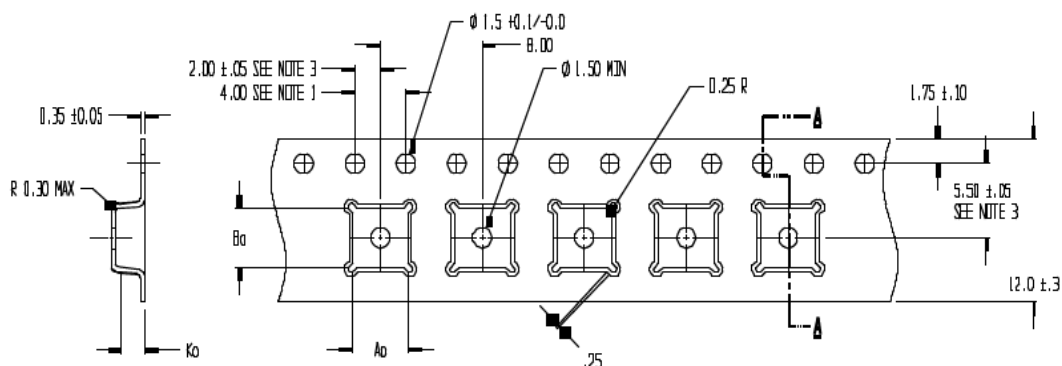 Ø 1.5 +0.1/-0.0
8.00
2.00 ±.05 SEE NOTE 3
Ø 1.50 MIN
4.00 SEE NOTE 1
0.25 R
1.75 ±.10
0.35 ±0.05
A
R 0.30 MAX
5.50 ±.05
SEE NOTE 3
Bo
12.0 ±.3
A
Ko
Ao
.25